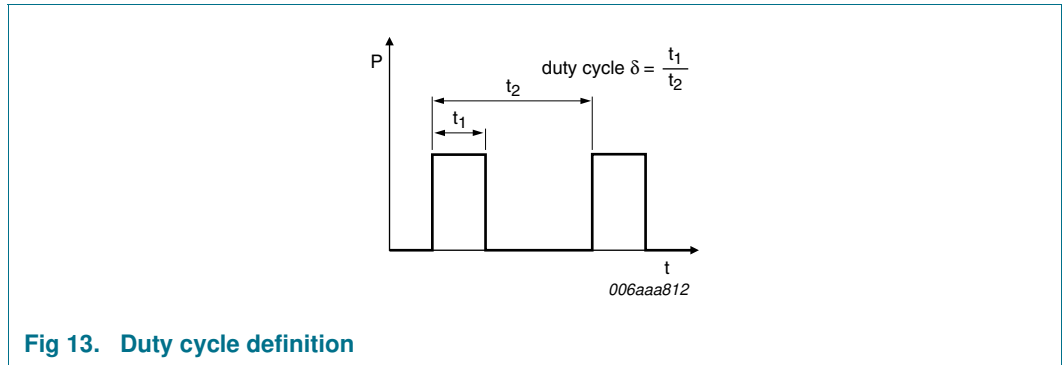 P
duty cycle δ = t1
t2
t2
t1
t
006aaa812
Fig 13. Duty cycle definition